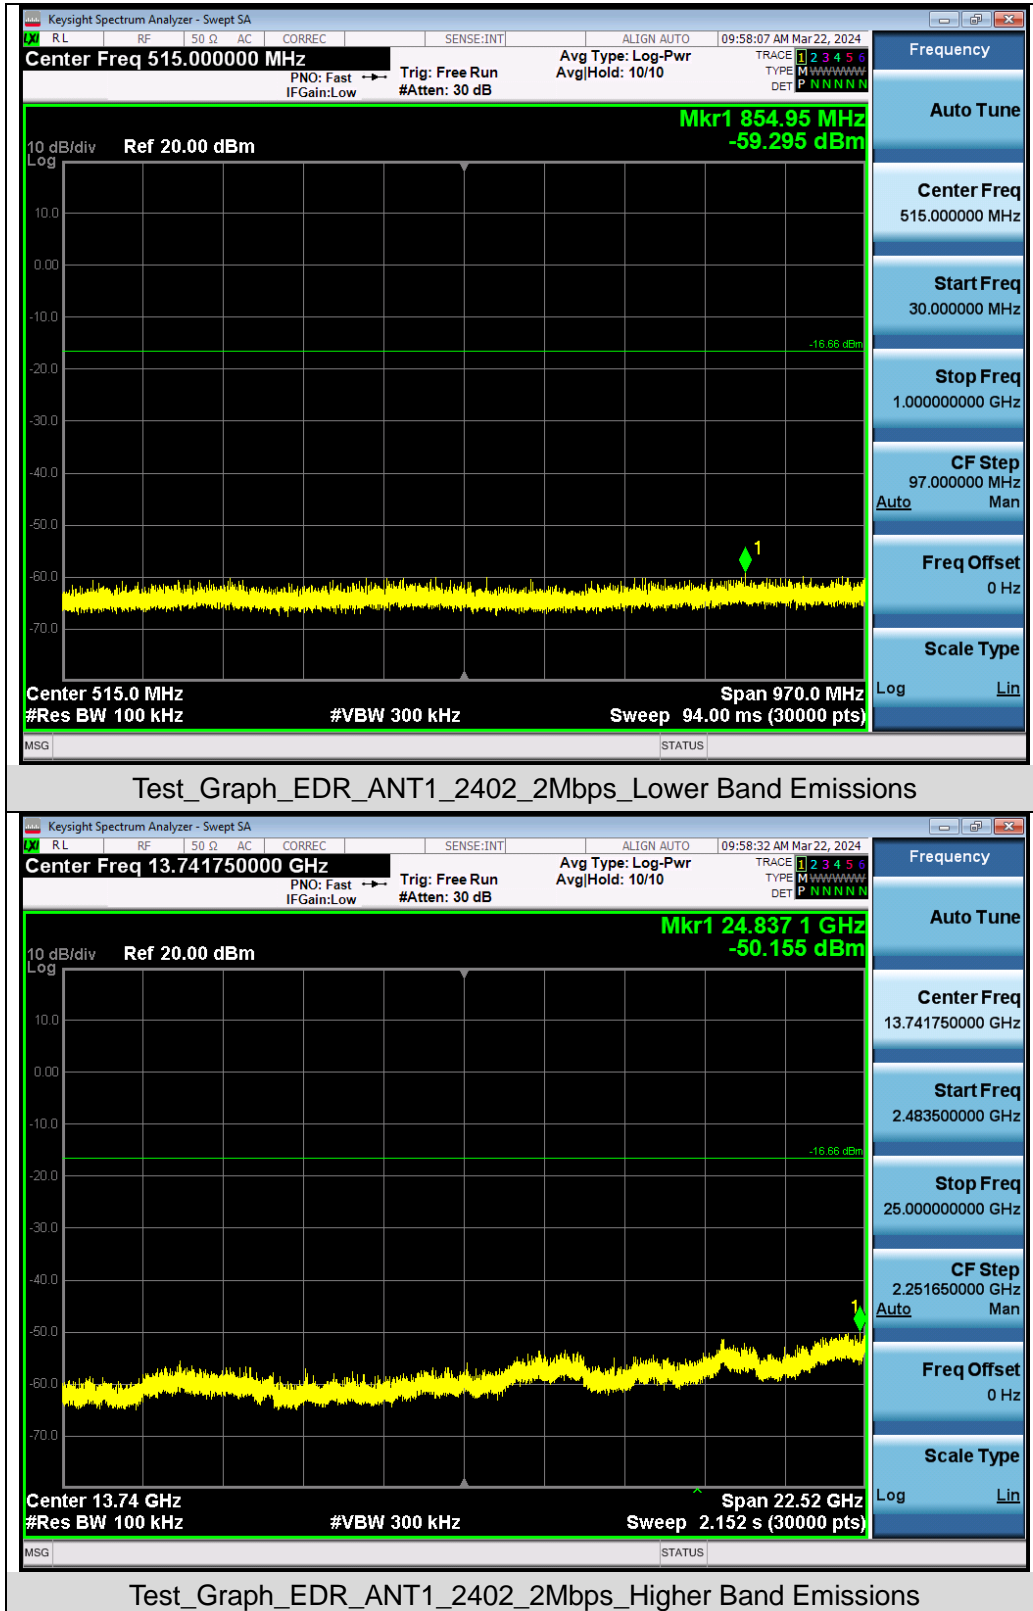 Keysight Spectrum Analyzer - Swept SA
LXI RL RF 50 Ω AC CORREC SENSE:INT ALIGN AUTO 09:58:07 AM Mar 22, 2024
Center Freq 515.000000 MHz
PNO: Fast
IFGain:Low
Trig: Free Run
#Atten: 30 dB
Avg Type: Log-Pwr
Avg|Hold: 10/10
TRACE 1 2 3 4 5 6
TYPE M WWWWW
DET P N N N N N
Mkr1 854.95 MHz
-59.295 dBm
10 dB/div Ref 20.00 dBm
Log
10.0
0.00
-10.0
-16.66 dBm
-20.0
-30.0
-40.0
-50.0
1
-60.0
-70.0
Center 515.0 MHz Span 970.0 MHz
#Res BW 100 kHz #VBW 300 kHz Sweep 94.00 ms (30000 pts)
MSG STATUS
Frequency
Auto Tune
Center Freq
515.000000 MHz
Start Freq
30.000000 MHz
Stop Freq
1.000000000 GHz
CF Step
97.000000 MHz
Auto Man
Freq Offset
0 Hz
Scale Type
Log Lin
Test_Graph_EDR_ANT1_2402_2Mbps_Lower Band Emissions
Keysight Spectrum Analyzer - Swept SA
LXI RL RF 50 Ω AC CORREC SENSE:INT ALIGN AUTO 09:58:32 AM Mar 22, 2024
Center Freq 13.741750000 GHz
PNO: Fast
IFGain:Low
Trig: Free Run
#Atten: 30 dB
Avg Type: Log-Pwr
Avg|Hold: 10/10
TRACE 1 2 3 4 5 6
TYPE M WWWWW
DET P N N N N N
Mkr1 24.837 1 GHz
-50.155 dBm
10 dB/div Ref 20.00 dBm
Log
10.0
0.00
-10.0
-16.66 dBm
-20.0
-30.0
-40.0
1
-50.0
-60.0
-70.0
Center 13.74 GHz Span 22.52 GHz
#Res BW 100 kHz #VBW 300 kHz Sweep 2.152 s (30000 pts)
MSG STATUS
Frequency
Auto Tune
Center Freq
13.741750000 GHz
Start Freq
2.483500000 GHz
Stop Freq
25.000000000 GHz
CF Step
2.251650000 GHz
Auto Man
Freq Offset
0 Hz
Scale Type
Log Lin
Test_Graph_EDR_ANT1_2402_2Mbps_Higher Band Emissions